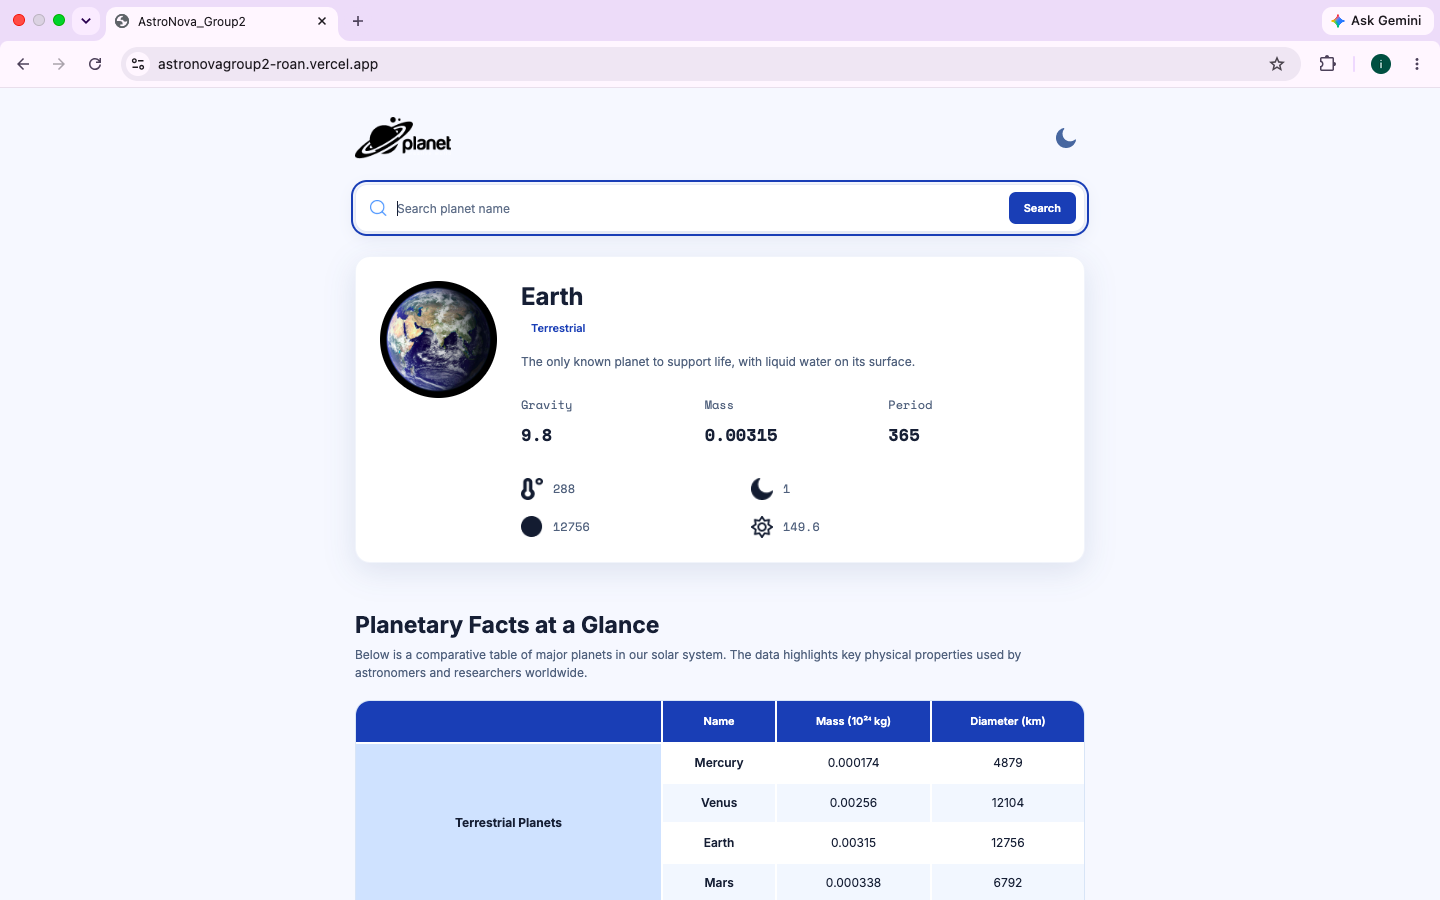 AstroNova_Group2
Ask Gemini
astronovagroup2-roan.vercel.app
i
planet
Search planet name
Search
Earth
Terrestrial
The only known planet to support life, with liquid water on its surface.
Gravity Mass Period
9.8 0.00315 365
288 1
12756 149.6
Planetary Facts at a Glance
Below is a comparative table of major planets in our solar system. The data highlights key physical properties used by
astronomers and researchers worldwide.
Name Mass (10²⁴ kg) Diameter (km)
Mercury 0.000174 4879
Venus 0.00256 12104
Terrestrial Planets
Earth 0.00315 12756
Mars 0.000338 6792